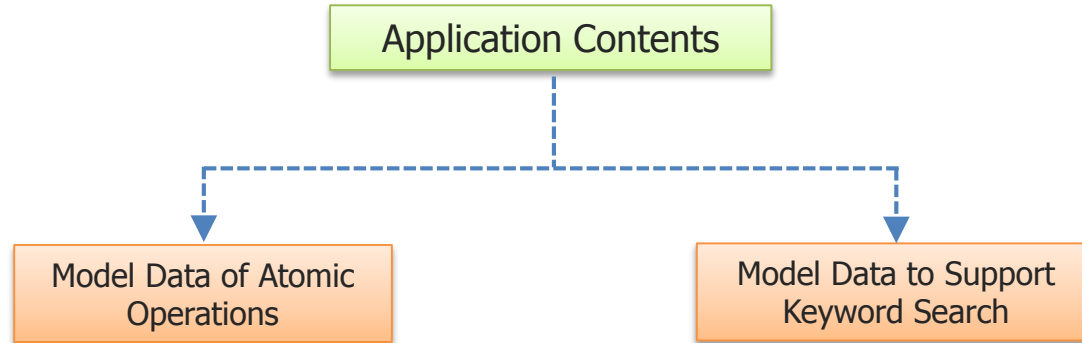 Application Contents
Model Data of Atomic
Operations
Model Data to Support
Keyword Search